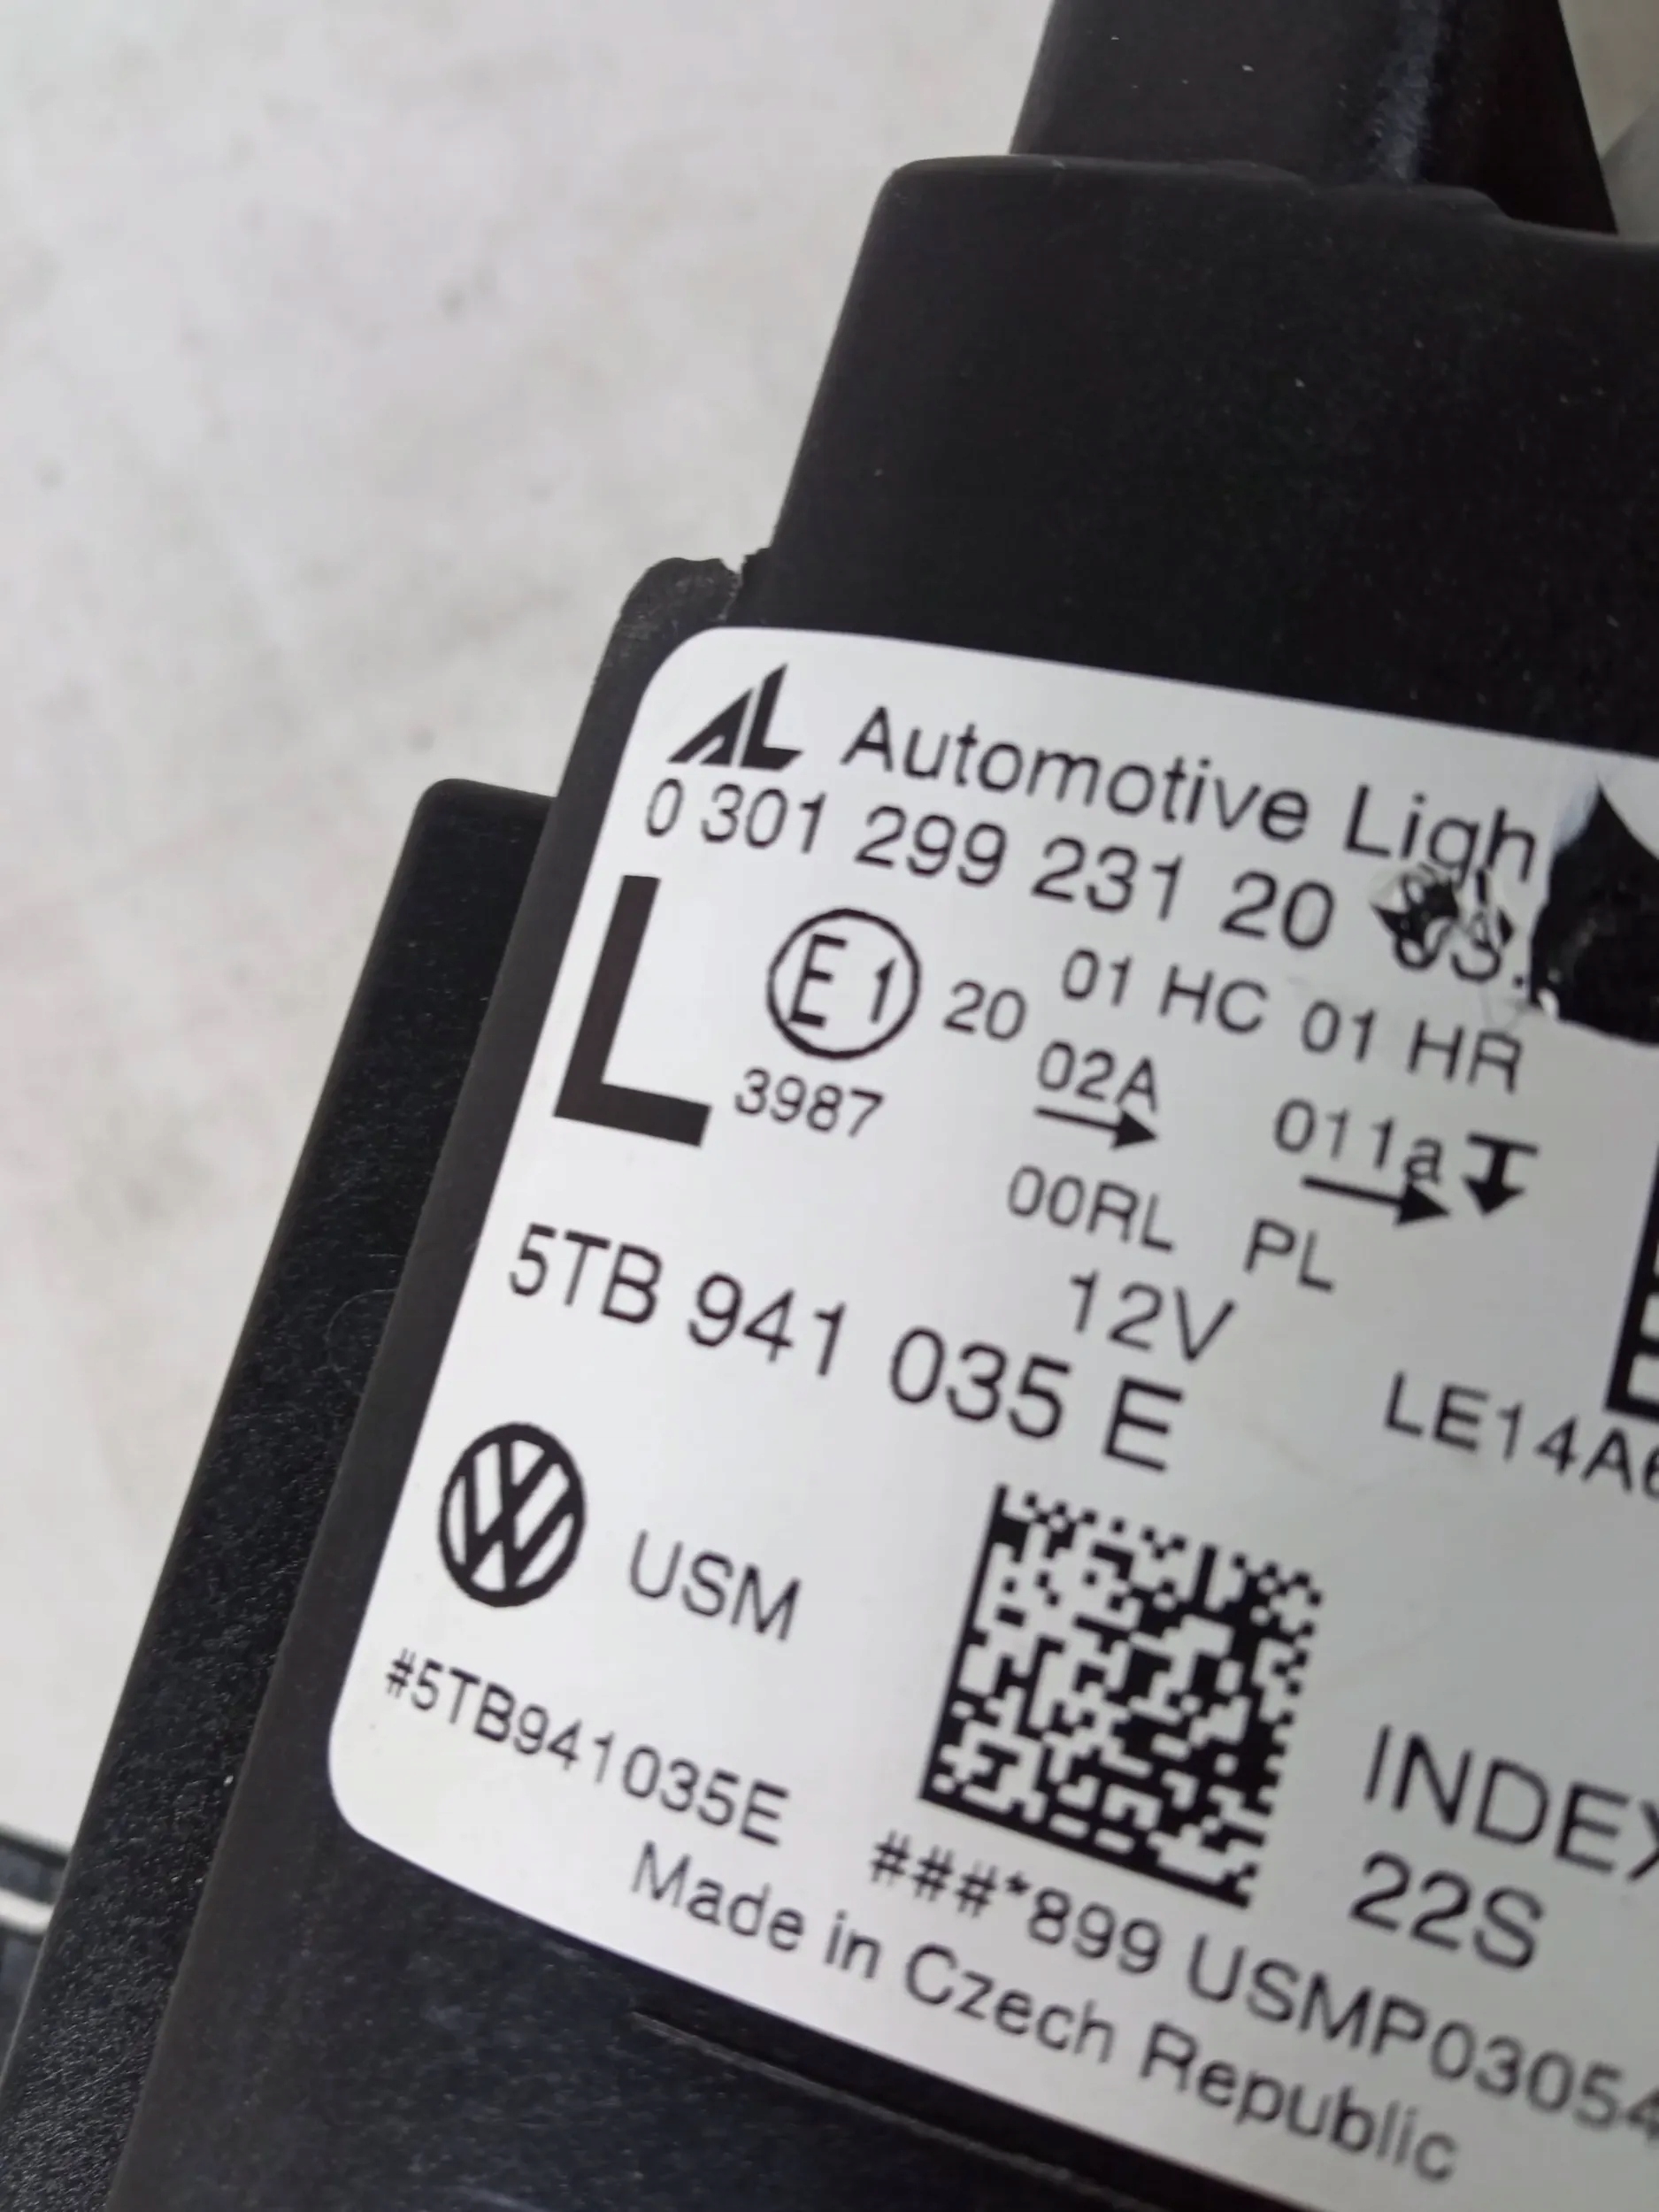 AL Automotive Ligh
0 301 299 231 20
L E1 20 01 HC 01 HR
3987 02A 011a
00RL PL
12V
5TB 941 035 E
LE14A6
USM
#5TB941035E
INDEX
22S
###*899 USMP03054
Made in Czech Republic